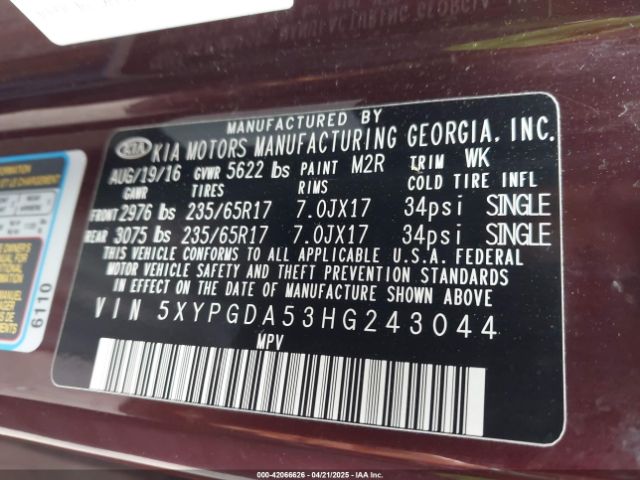 MANUFACTURED BY
KIA KIA MOTORS MANUFACTURING GEORGIA, INC.
AUG/19/16 GVWR 5622 lbs PAINT M2R TRIM WK
GAWR TIRES RIMS COLD TIRE INFL
FRONT 2976 lbs 235/65R17 7.0JX17 34psi SINGLE
REAR 3075 lbs 235/65R17 7.0JX17 34psi SINGLE
THIS VEHICLE CONFORMS TO ALL APPLICABLE U.S.A. FEDERAL
MOTOR VEHICLE SAFETY AND THEFT PREVENTION STANDARDS
IN EFFECT ON THE DATE OF MANUFACTURE SHOWN ABOVE.
VIN 5XYPGDA53HG243044
MPV
6110
000-42066626 - 04/21/2025 - IAA Inc.